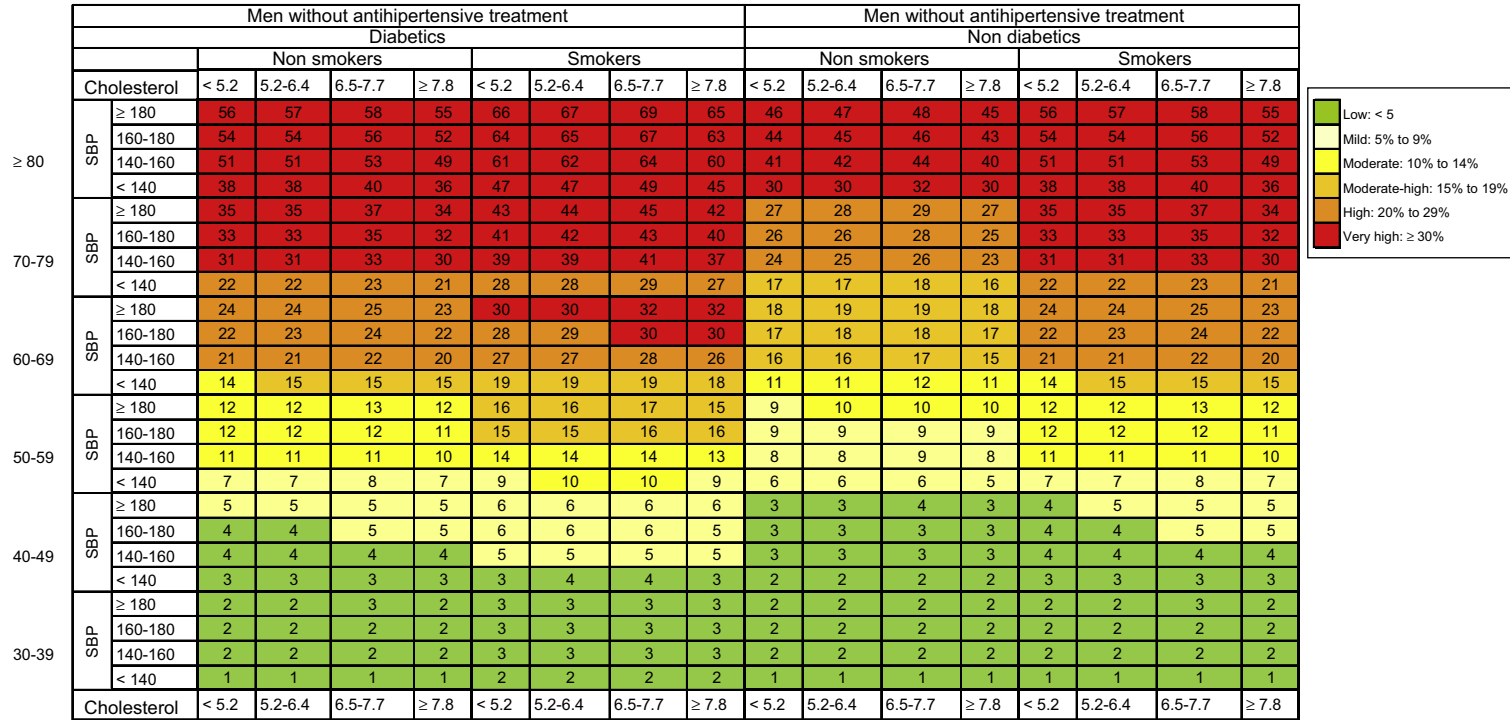 Men without antihipertensive treatment Men without antihipertensive treatment
Diabetics Non diabetics
Non smokers Smokers Non smokers Smokers
Cholesterol < 5.2 5.2-6.4 6.5-7.7 ≥ 7.8 < 5.2 5.2-6.4 6.5-7.7 ≥ 7.8 < 5.2 5.2-6.4 6.5-7.7 ≥ 7.8 < 5.2 5.2-6.4 6.5-7.7 ≥ 7.8
≥ 80
SBP
≥ 180 56 57 58 55 66 67 69 65 46 47 48 45 56 57 58 55
160-180 54 54 56 52 64 65 67 63 44 45 46 43 54 54 56 52
140-160 51 51 53 49 61 62 64 60 41 42 44 40 51 51 53 49
< 140 38 38 40 36 47 47 49 45 30 30 32 30 38 38 40 36
70-79
SBP
≥ 180 35 35 37 34 43 44 45 42 27 28 29 27 35 35 37 34
160-180 33 33 35 32 41 42 43 40 26 26 28 25 33 33 35 32
140-160 31 31 33 30 39 39 41 37 24 25 26 23 31 31 33 30
< 140 22 22 23 21 28 28 29 27 17 17 18 16 22 22 23 21
60-69
SBP
≥ 180 24 24 25 23 30 30 32 32 18 19 19 18 24 24 25 23
160-180 22 23 24 22 28 29 30 30 17 18 18 17 22 23 24 22
140-160 21 21 22 20 27 27 28 26 16 16 17 15 21 21 22 20
< 140 14 15 15 15 19 19 19 18 11 11 12 11 14 15 15 15
50-59
SBP
≥ 180 12 12 13 12 16 16 17 15 9 10 10 10 12 12 13 12
160-180 12 12 12 11 15 15 16 16 9 9 9 9 12 12 12 11
140-160 11 11 11 10 14 14 14 13 8 8 9 8 11 11 11 10
< 140 7 7 8 7 9 10 10 9 6 6 6 5 7 7 8 7
40-49
SBP
≥ 180 5 5 5 5 6 6 6 6 3 3 4 3 4 5 5 5
160-180 4 4 5 5 6 6 6 5 3 3 3 3 4 4 5 5
140-160 4 4 4 4 5 5 5 5 3 3 3 3 4 4 4 4
< 140 3 3 3 3 3 4 4 3 2 2 2 2 3 3 3 3
30-39
SBP
≥ 180 2 2 3 2 3 3 3 3 2 2 2 2 2 2 3 2
160-180 2 2 2 2 3 3 3 3 2 2 2 2 2 2 2 2
140-160 2 2 2 2 3 3 3 3 2 2 2 2 2 2 2 2
< 140 1 1 1 1 2 2 2 2 1 1 1 1 1 1 1 1
Cholesterol < 5.2 5.2-6.4 6.5-7.7 ≥ 7.8 < 5.2 5.2-6.4 6.5-7.7 ≥ 7.8 < 5.2 5.2-6.4 6.5-7.7 ≥ 7.8 < 5.2 5.2-6.4 6.5-7.7 ≥ 7.8
Low: < 5
Mild: 5% to 9%
Moderate: 10% to 14%
Moderate-high: 15% to 19%
High: 20% to 29%
Very high: ≥ 30%